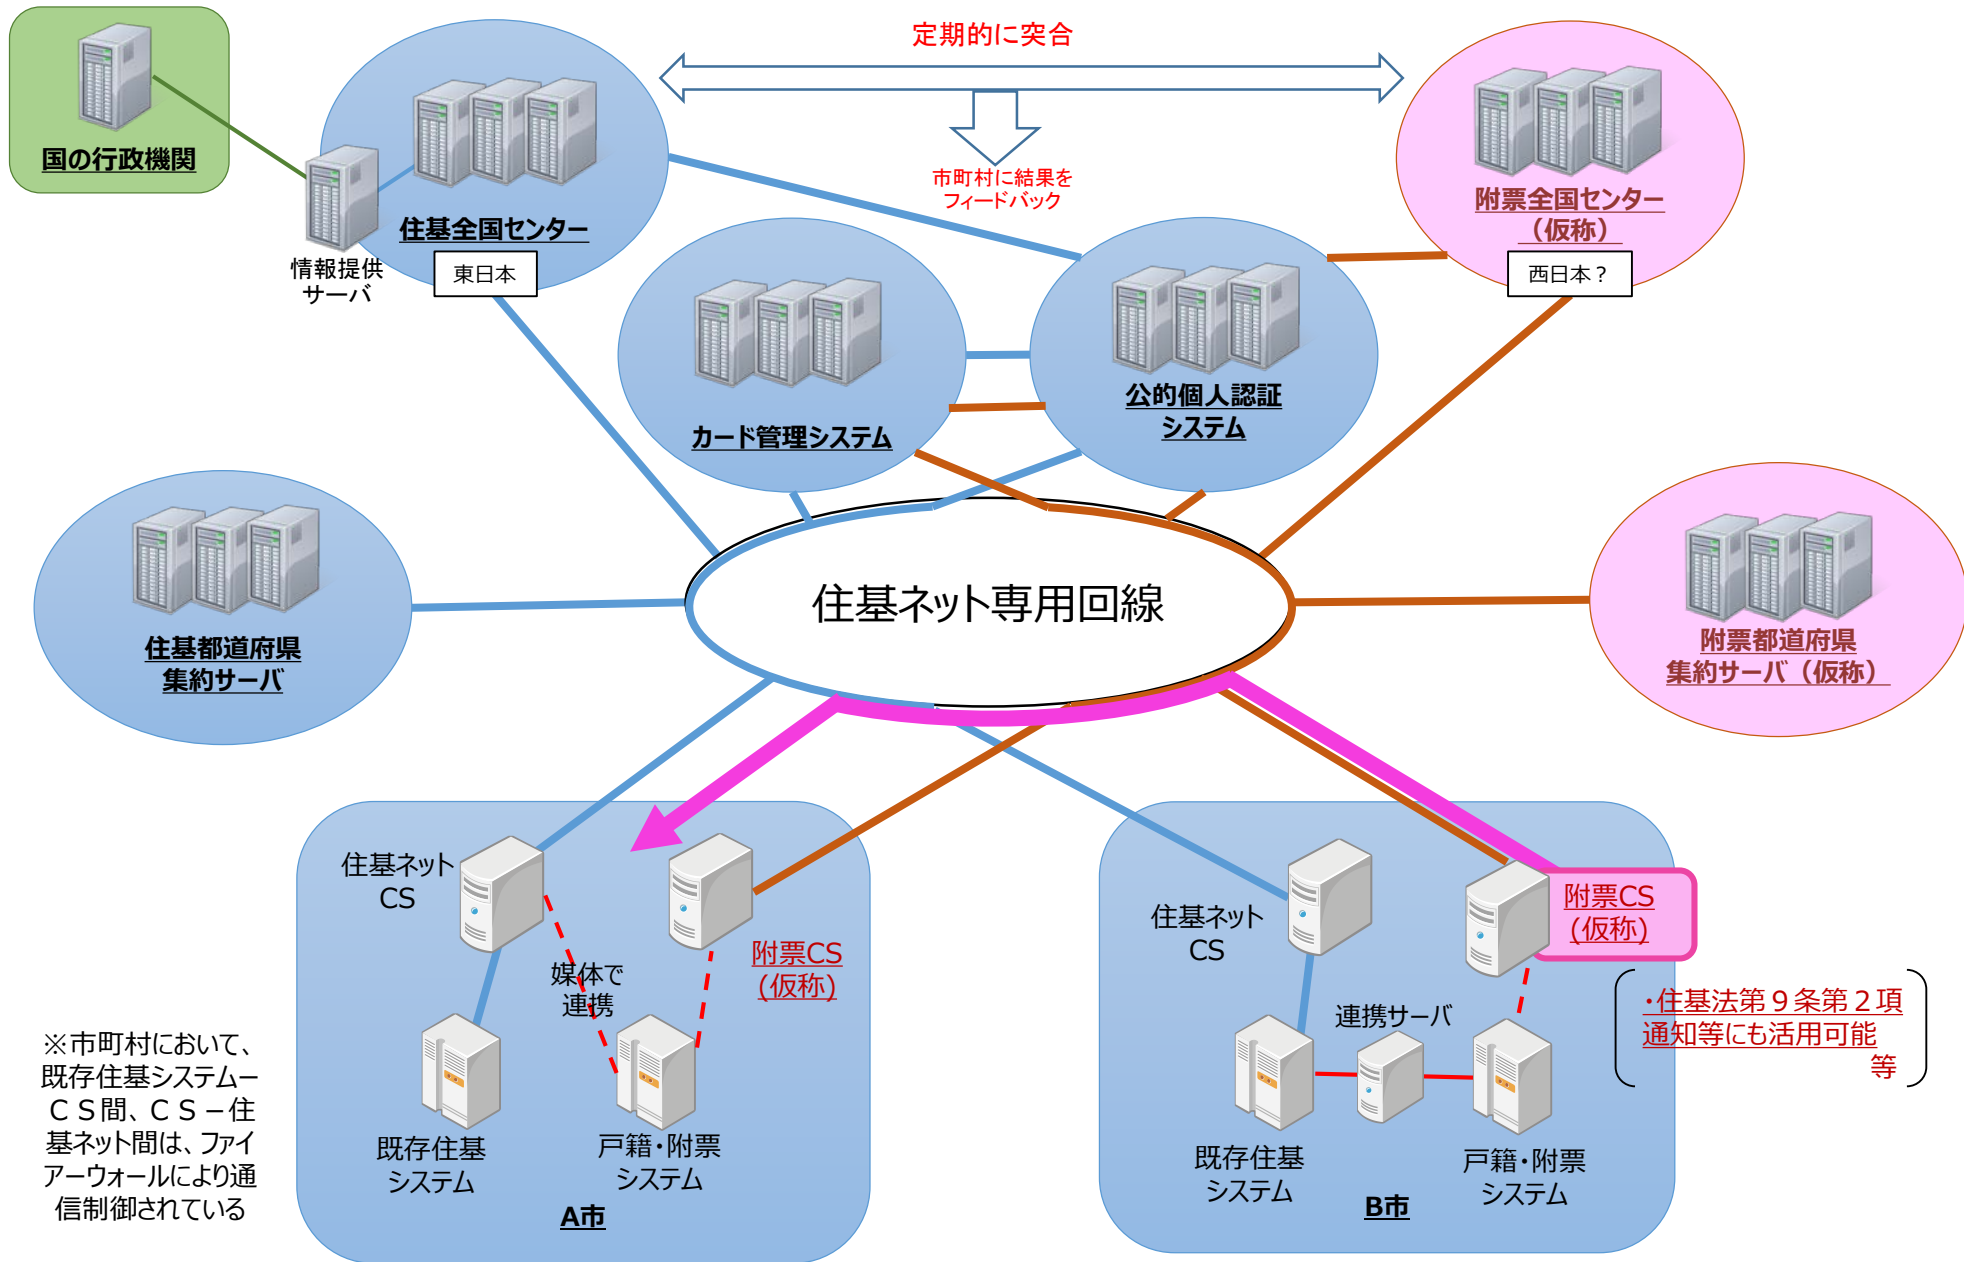 定期的に突合
国の行政機関
市町村に結果を
フィードバック
住基全国センター
附票全国センター
（仮称）
情報提供
サーバ
東日本
西日本？
カード管理システム
公的個人認証
システム
住基ネット専用回線
住基都道府県
集約サーバ
附票都道府県
集約サーバ（仮称）
住基ネット
CS
附票CS
(仮称)
媒体で
連携
既存住基
システム
戸籍・附票
システム
A市
住基ネット
CS
附票CS
(仮称)
連携サーバ
既存住基
システム
戸籍・附票
システム
B市
・住基法第９条第２項
通知等にも活用可能
等
※市町村において、
既存住基システムー
ＣＳ間、ＣＳ－住
基ネット間は、ファイ
アーウォールにより通
信制御されている